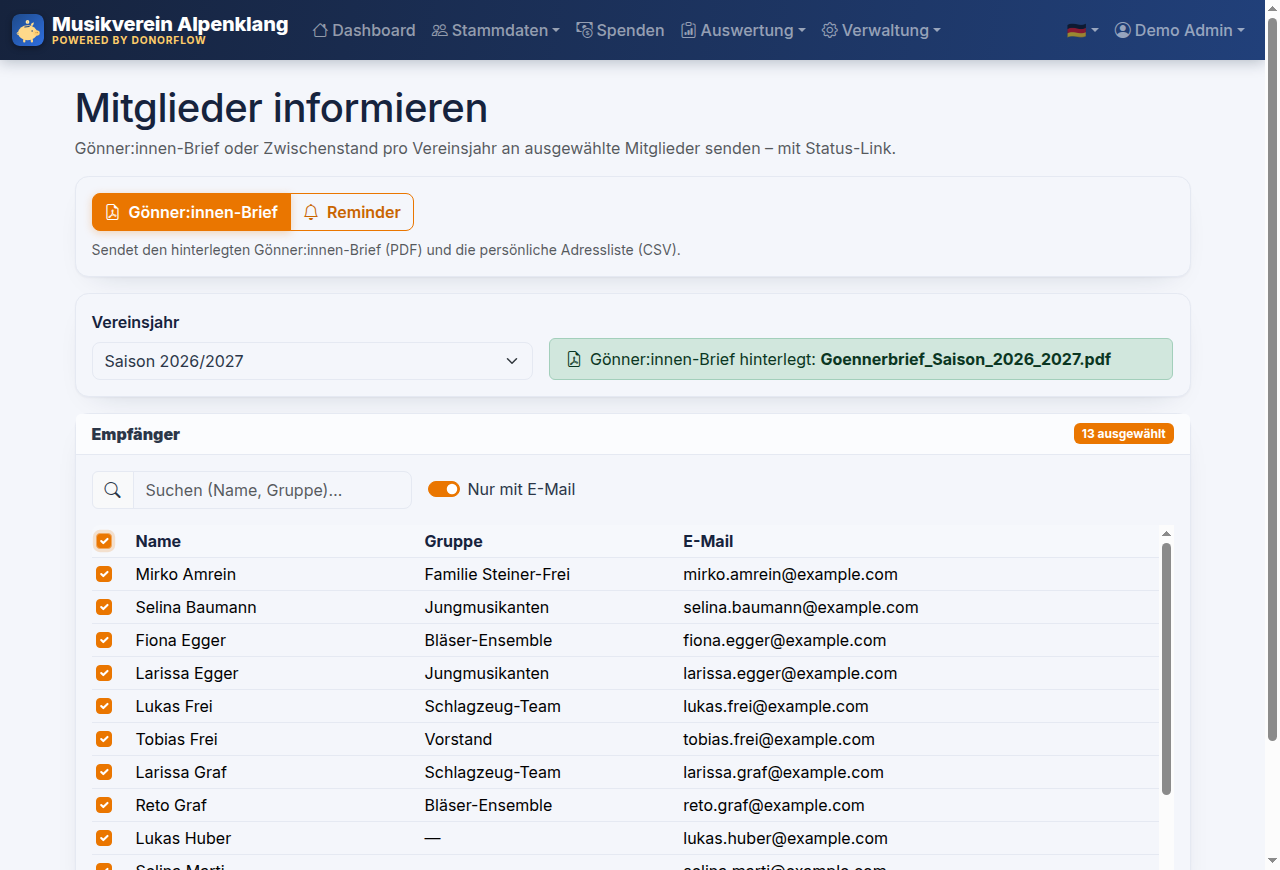 Musikverein Alpenklang
POWERED BY DONORFLOW
Dashboard
Stammdaten
Spenden
Auswertung
Verwaltung
Demo Admin
Mitglieder informieren
Gönner:innen-Brief oder Zwischenstand pro Vereinsjahr an ausgewählte Mitglieder senden – mit Status-Link.
Gönner:innen-Brief
Reminder
Sendet den hinterlegten Gönner:innen-Brief (PDF) und die persönliche Adressliste (CSV).
Vereinsjahr
Saison 2026/2027
Gönner:innen-Brief hinterlegt: Goennerbrief_Saison_2026_2027.pdf
Empfänger
13 ausgewählt
Suchen (Name, Gruppe)...
Nur mit E-Mail
Name Gruppe E-Mail
Mirko Amrein Familie Steiner-Frei mirko.amrein@example.com
Selina Baumann Jungmusikanten selina.baumann@example.com
Fiona Egger Bläser-Ensemble fiona.egger@example.com
Larissa Egger Jungmusikanten larissa.egger@example.com
Lukas Frei Schlagzeug-Team lukas.frei@example.com
Tobias Frei Vorstand tobias.frei@example.com
Larissa Graf Schlagzeug-Team larissa.graf@example.com
Reto Graf Bläser-Ensemble reto.graf@example.com
Lukas Huber — lukas.huber@example.com
Selina Marti selina.marti@example.com